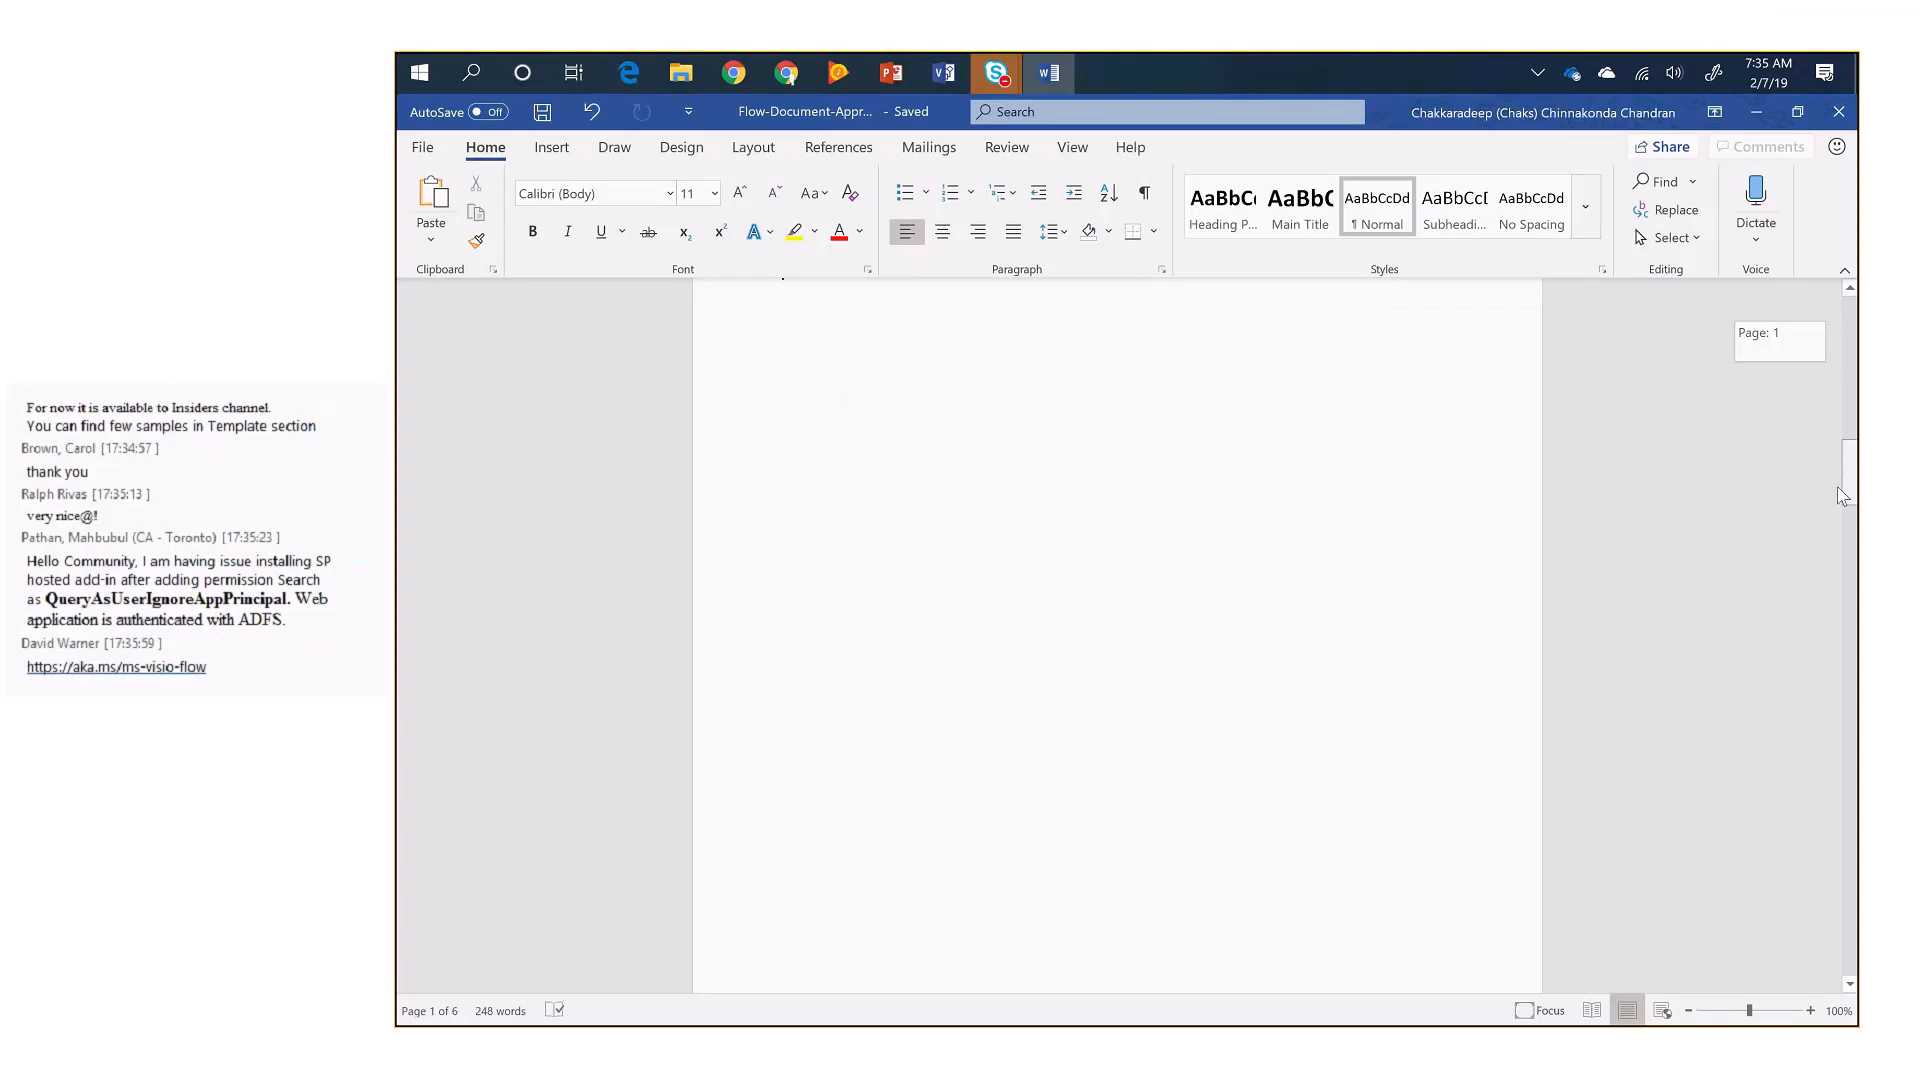 7:35 AM
2/7/19
AutoSave Off
Flow-Document-Appr... - Saved
Search
Chakkaradeep (Chaks) Chinnakonda Chandran
File Home Insert Draw Design Layout References Mailings Review View Help
Share Comments
Paste
Clipboard
Calibri (Body) 11
Font
Paragraph
AaBbC AaBbC AaBbCcDd AaBbCcD AaBbCcDd
Heading P... Main Title ¶ Normal Subheadi... No Spacing
Styles
Find
Replace
Select
Editing
Dictate
Voice
Page: 1
For now it is available to Insiders channel.
You can find few samples in Template section
Brown, Carol [17:34:57 ]
thank you
Ralph Rivas [17:35:13 ]
very nice@!
Pathan, Mahbubul (CA - Toronto) [17:35:23 ]
Hello Community, I am having issue installing SP
hosted add-in after adding permission Search
as QueryAsUserIgnoreAppPrincipal. Web
application is authenticated with ADFS.
David Warner [17:35:59 ]
https://aka.ms/ms-visio-flow
Page 1 of 6 248 words
Focus
100%